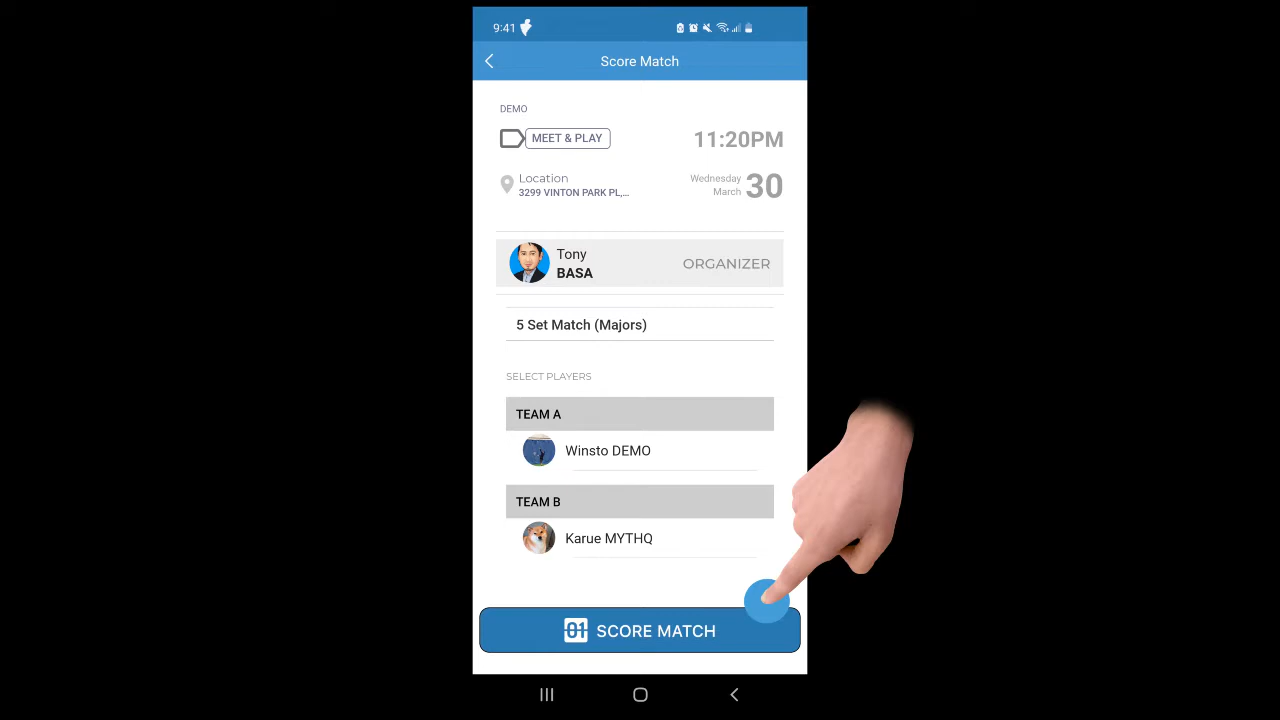 9:41
Score Match
DEMO
MEET & PLAY
11:20PM
Location
3299 VINTON PARK PL,...
Wednesday
March
30
Tony
BASA
ORGANIZER
5 Set Match (Majors)
SELECT PLAYERS
TEAM A
Winsto DEMO
TEAM B
Karue MYTHQ
01 SCORE MATCH